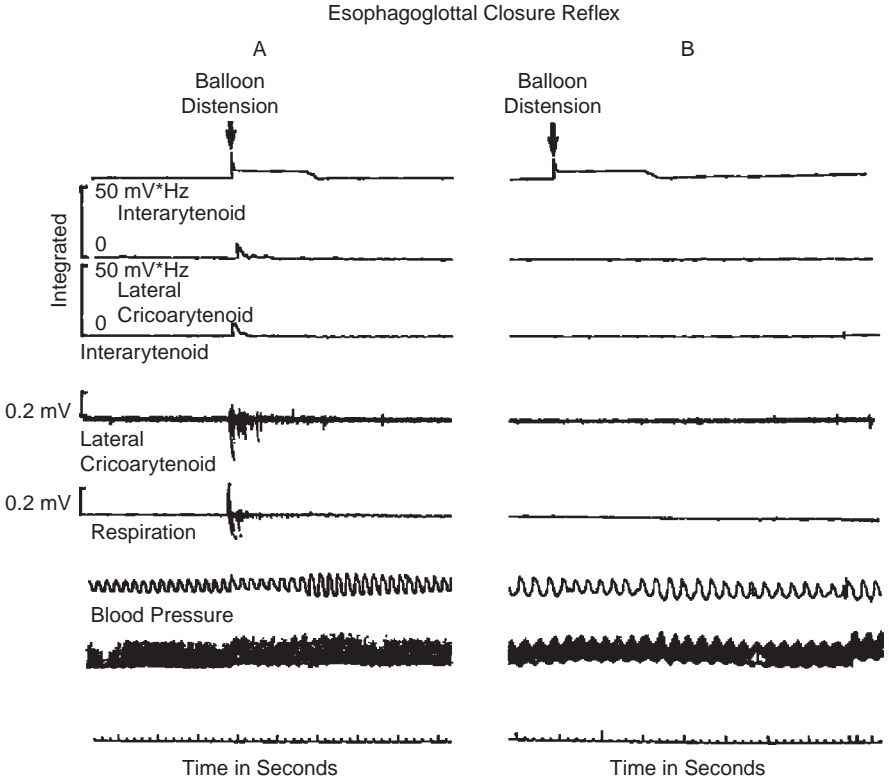 Esophagoglottal Closure Reflex
A
B
Balloon
Distension
Balloon
Distension
Integrated
50 mV*Hz
Interarytenoid
0
50 mV*Hz
Lateral
Cricoarytenoid
0
Interarytenoid
0.2 mV
Lateral
Cricoarytenoid
0.2 mV
Respiration
Blood Pressure
Time in Seconds
Time in Seconds